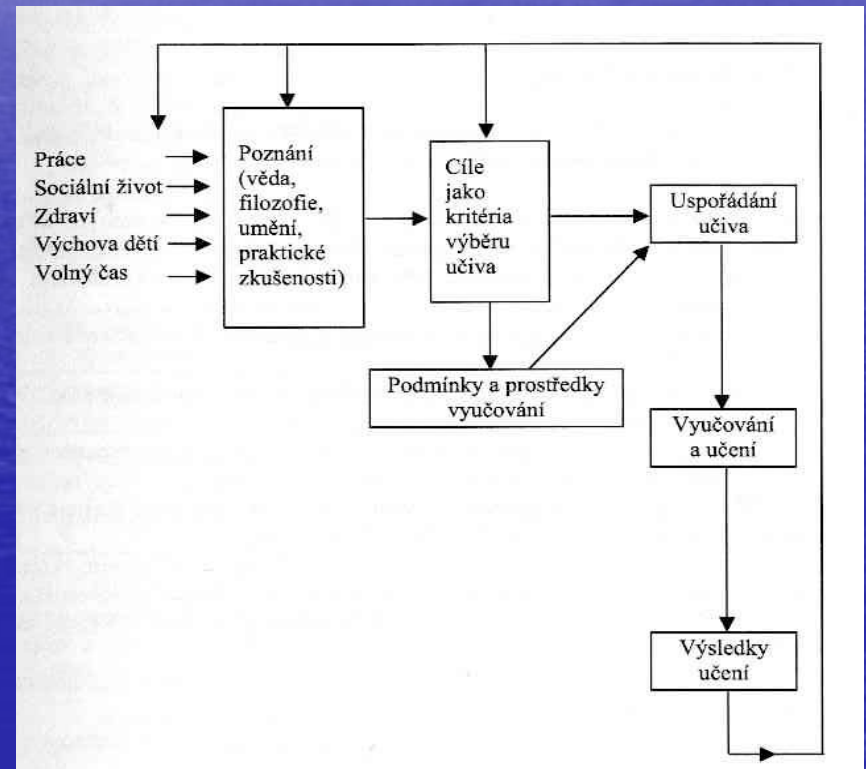 Práce
Sociální život
Zdraví
Výchova dětí
Volný čas
Poznání
(věda,
filozofie,
umění,
praktické
zkušenosti)
Cíle
jako
kritéria
výběru
učiva
Podmínky a prostředky
vyučování
Uspořádání
učiva
Vyučování
a učení
Výsledky
učení